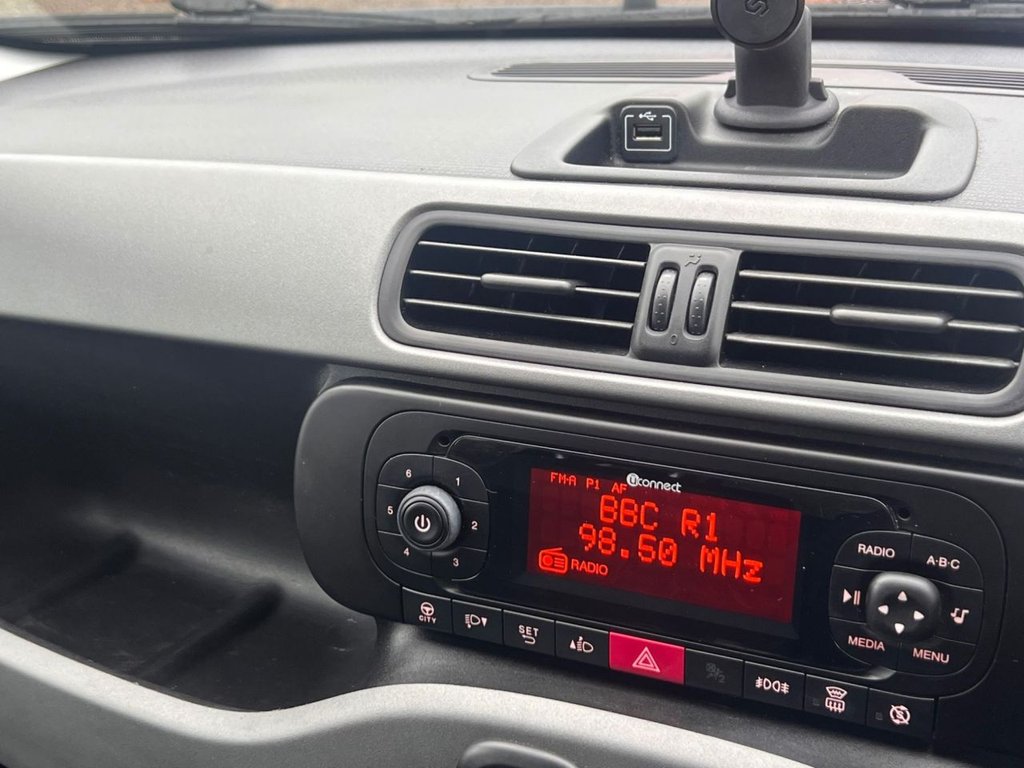 0
uconnect
FM-A P1 AF
BBC R1
98.50 MHz
RADIO
6 1
5 2
4 3
RADIO A·B·C
MEDIA MENU
CITY
SET